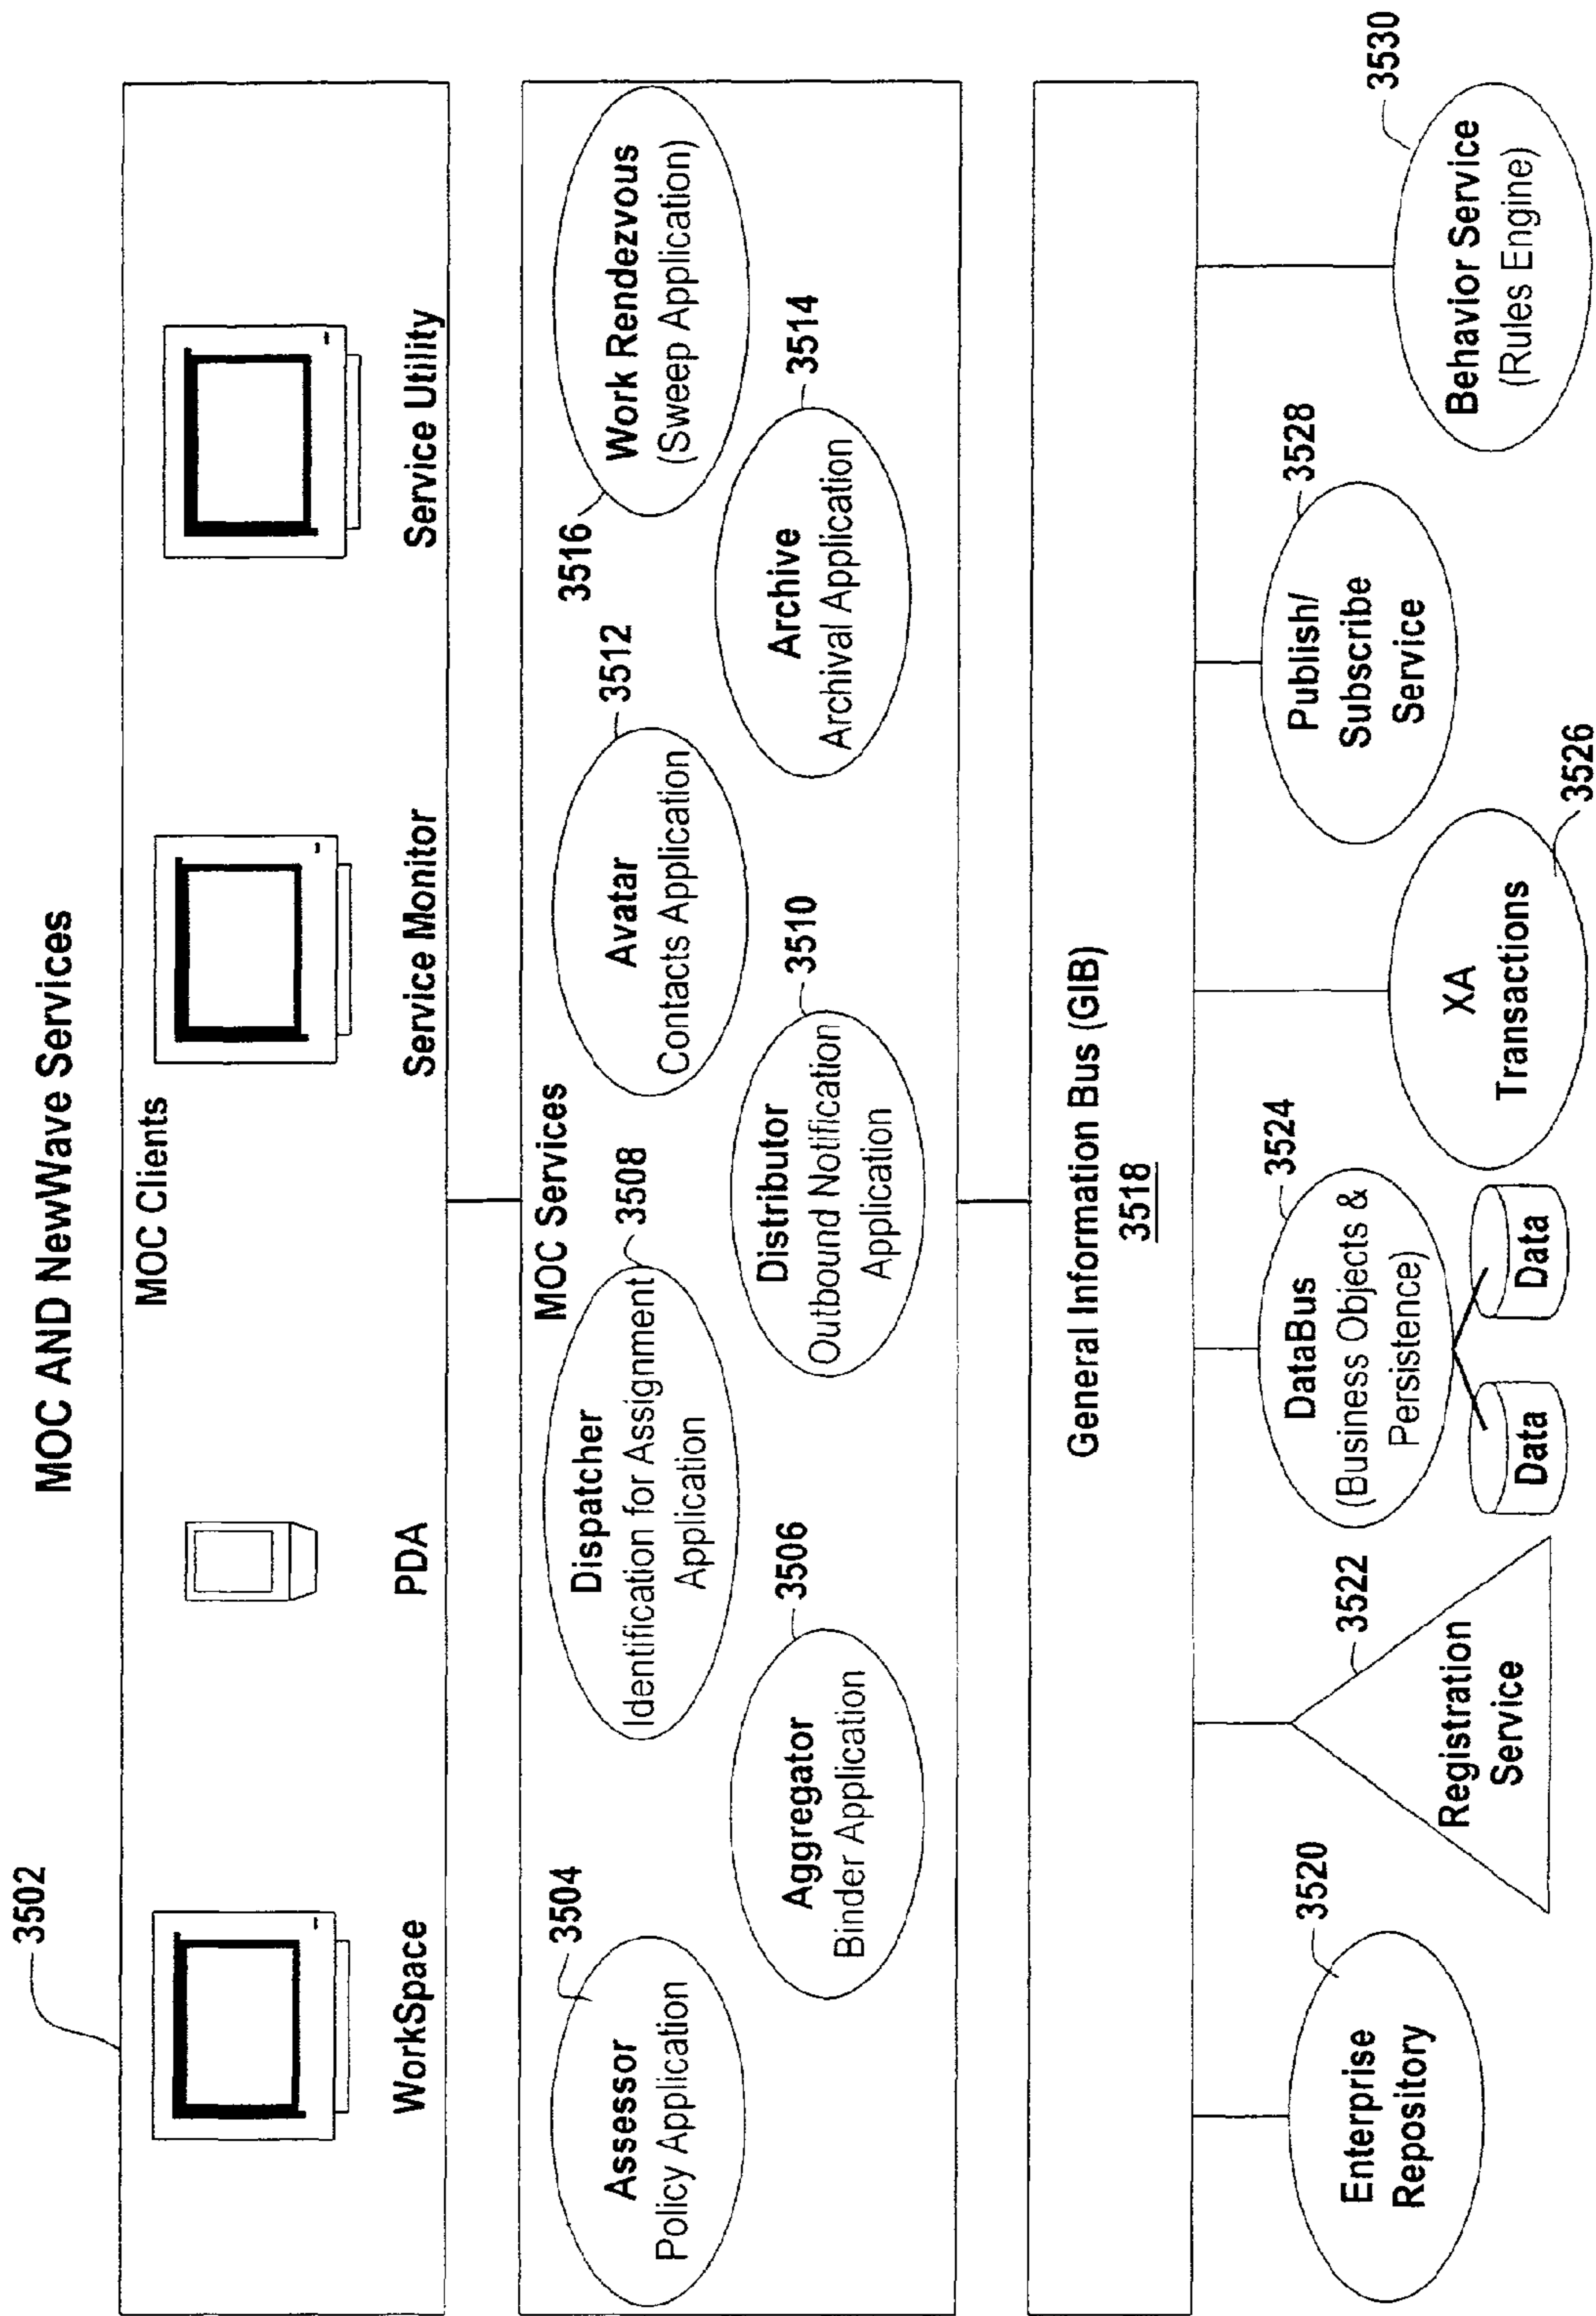 MOC AND NewWave Services
3502
MOC Clients
WorkSpace
PDA
Service Monitor
Service Utility
MOC Services
3504
Assessor
Policy Application
3506
Aggregator
Binder Application
3508
Dispatcher
Identification for Assignment
Application
3510
Distributor
Outbound Notification
Application
3512
Avatar
Contacts Application
3514
Archive
Archival Application
3516
Work Rendezvous
(Sweep Application)
General Information Bus (GIB)
3518
3520
Enterprise
Repository
3522
Registration
Service
3524
DataBus
(Business Objects &
Persistence)
Data
Data
3526
XA
Transactions
3528
Publish/
Subscribe
Service
3530
Behavior Service
(Rules Engine)